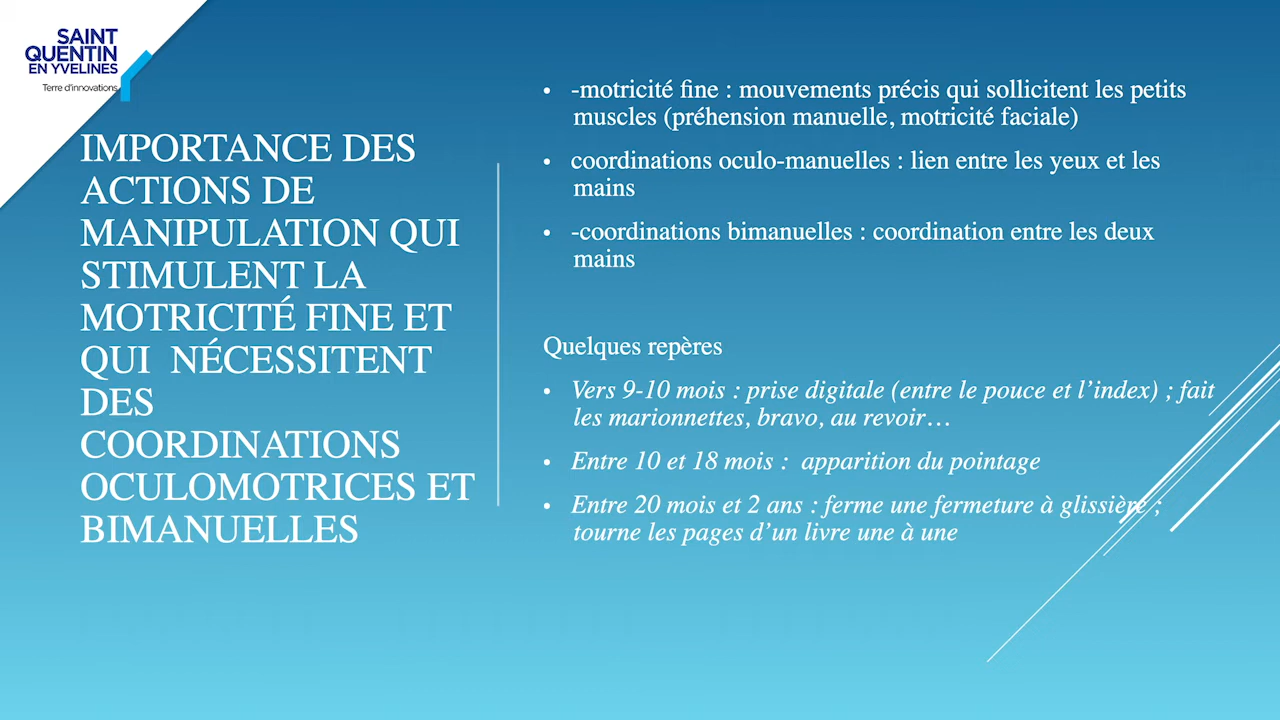 SAINT
QUENTIN
EN YVELINES
Terre d'innovations
IMPORTANCE DES
ACTIONS DE
MANIPULATION QUI
STIMULENT LA
MOTRICITÉ FINE ET
QUI  NÉCESSITENT
DES
COORDINATIONS
OCULOMOTRICES ET
BIMANUELLES
• -motricité fine : mouvements précis qui sollicitent les petits
muscles (préhension manuelle, motricité faciale)
• coordinations oculo-manuelles : lien entre les yeux et les
mains
• -coordinations bimanuelles : coordination entre les deux
mains
Quelques repères
• Vers 9-10 mois : prise digitale (entre le pouce et l’index) ; fait
les marionnettes, bravo, au revoir…
• Entre 10 et 18 mois :  apparition du pointage
• Entre 20 mois et 2 ans : ferme une fermeture à glissière ;
tourne les pages d’un livre une à une